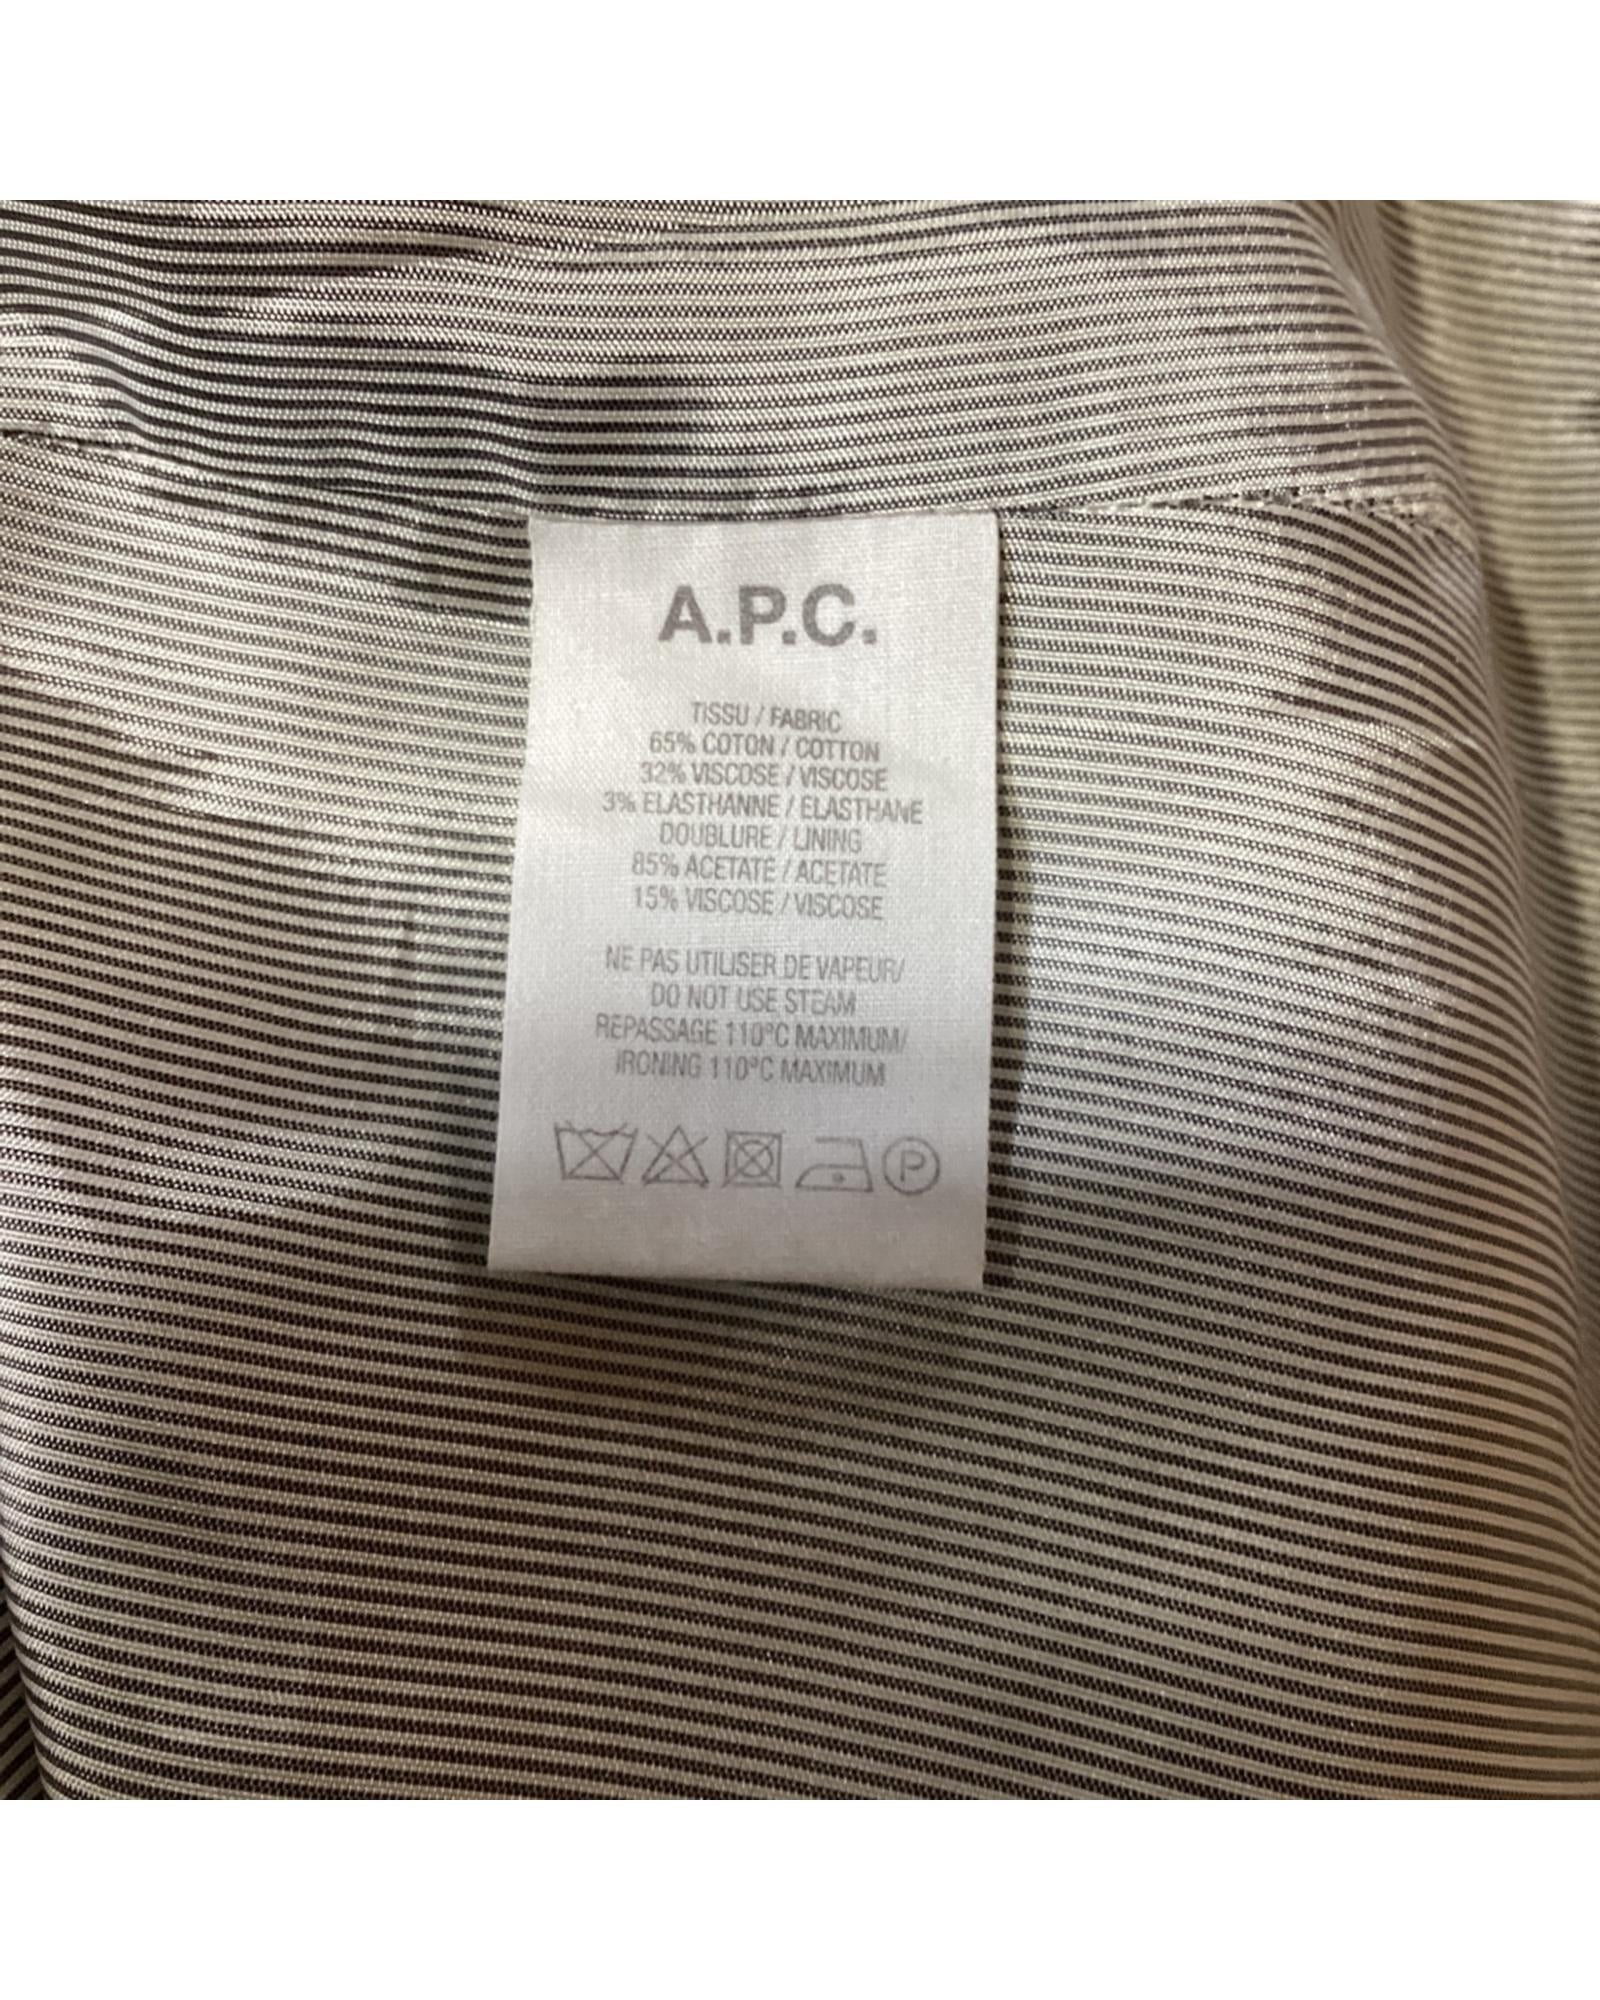 A.P.C.
TISSU / FABRIC
65% COTON / COTTON
32% VISCOSE / VISCOSE
3% ELASTHANNE / ELASTHANE
DOUBLURE / LINING
85% ACETATE / ACETATE
15% VISCOSE / VISCOSE
NE PAS UTILISER DE VAPEUR/
DO NOT USE STEAM
REPASSAGE 110°C MAXIMUM/
IRONING 110°C MAXIMUM
P